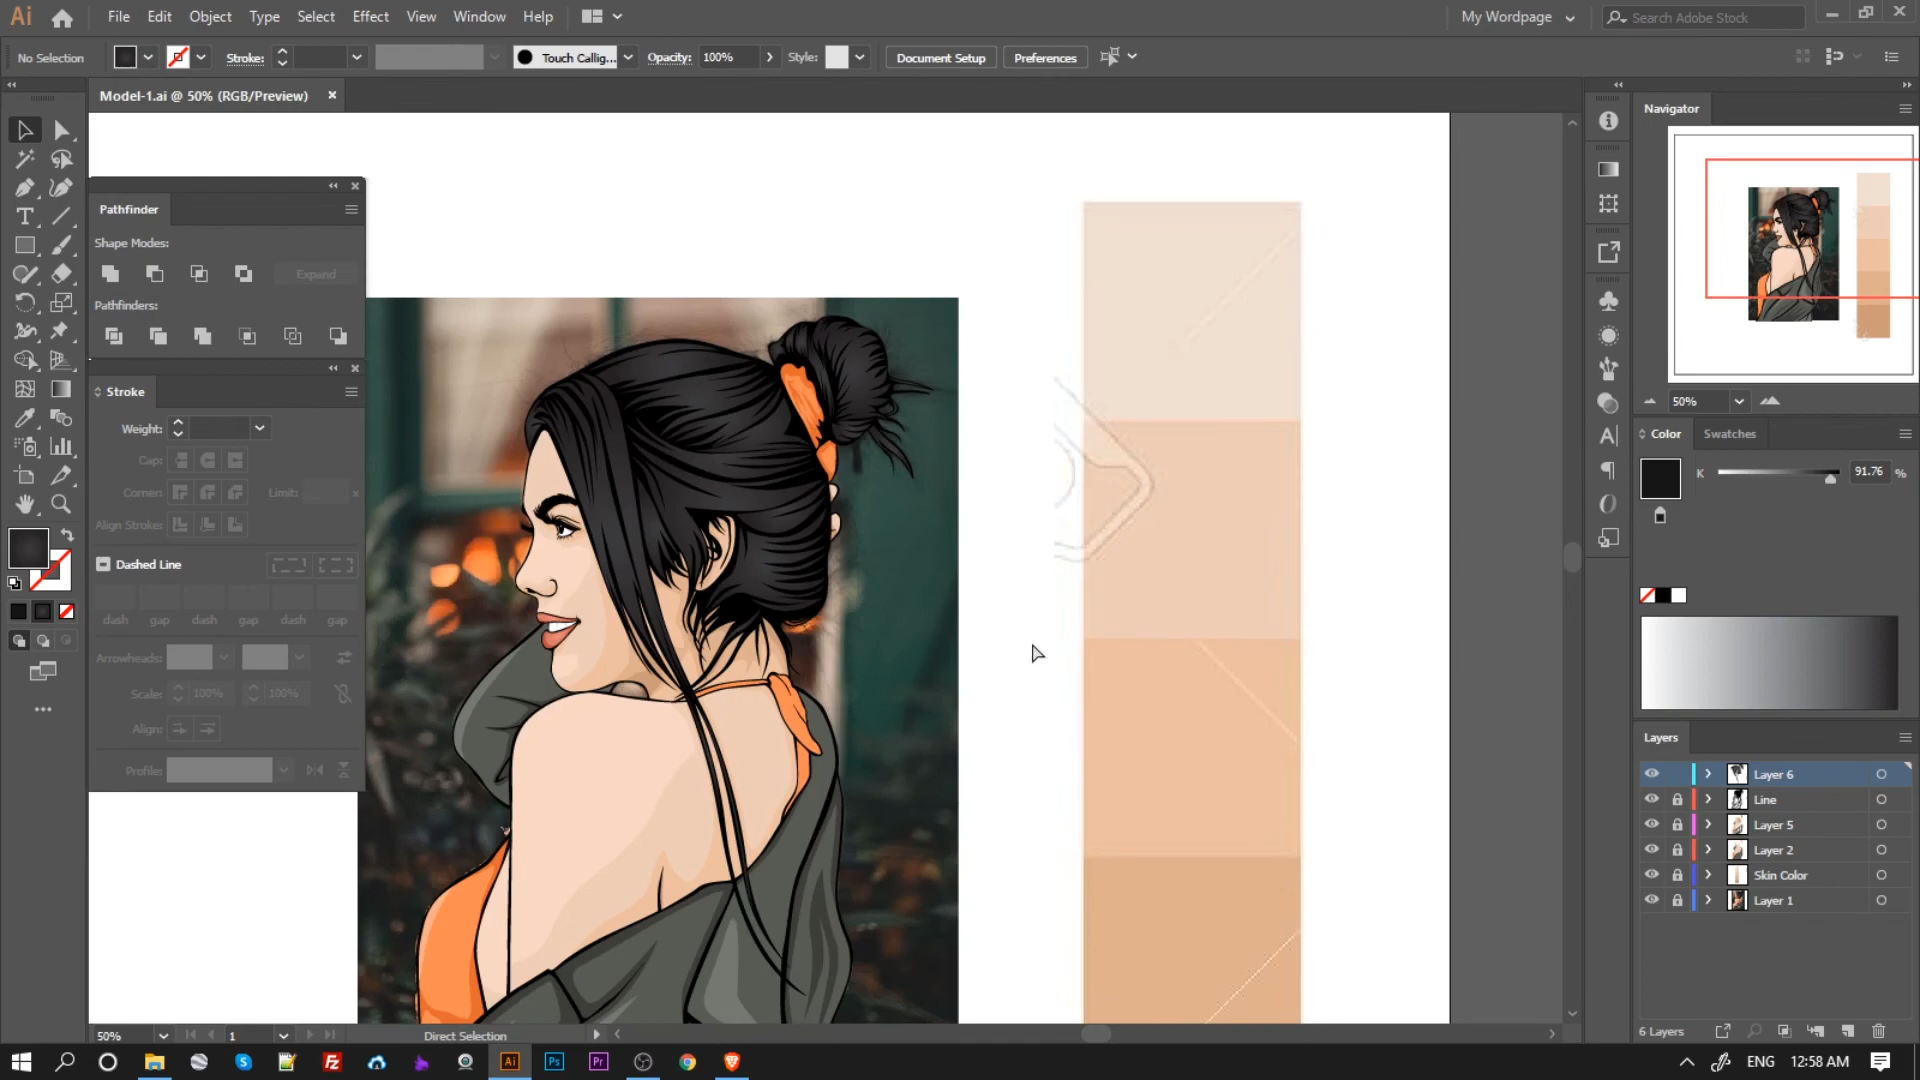 Ai File Edit Object Type Select Effect View Window Help My Wordpage Search Adobe Stock
No Selection Stroke: Touch Callig... Opacity: 100% Style: Document Setup Preferences
Model-1.ai @ 50% (RGB/Preview)
Navigator
Pathfinder
Shape Modes:
Expand
Pathfinders:
Stroke
Weight:
Cap:
Corner: Limit: x
Align Stroke:
Dashed Line
dash gap dash gap dash gap
Arrowheads:
Scale: 100% 100%
Align:
Profile:
50%
Color Swatches
K 91.76 %
Layers
Layer 6
Line
Layer 5
Layer 2
Skin Color
Layer 1
6 Layers
50% 1 Direct Selection
Ai Ps Pr ENG 12:58 AM